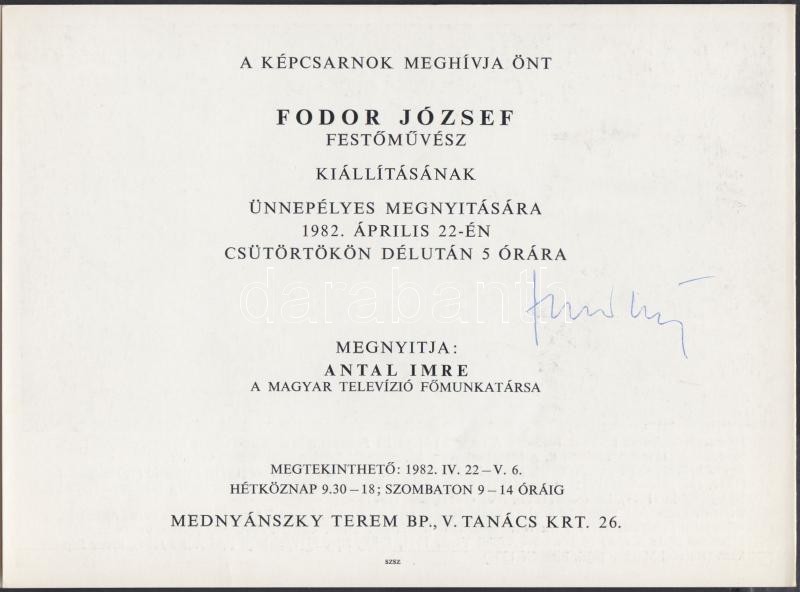 A KÉPCSARNOK MEGHÍVJA ÖNT
FODOR JÓZSEF
FESTŐMŰVÉSZ
KIÁLLÍTÁSÁNAK
ÜNNEPÉLYES MEGNYITÁSÁRA
1982. ÁPRILIS 22-ÉN
CSÜTÖRTÖKÖN DÉLUTÁN 5 ÓRÁRA
darabanth
MEGNYITJA:
ANTAL IMRE
A MAGYAR TELEVÍZIÓ FŐMUNKATÁRSA
MEGTEKINTHETŐ: 1982. IV. 22–V. 6.
HÉTKÖZNAP 9.30–18; SZOMBATON 9–14 ÓRÁIG
MEDNYÁNSZKY TEREM BP., V. TANÁCS KRT. 26.
szsz